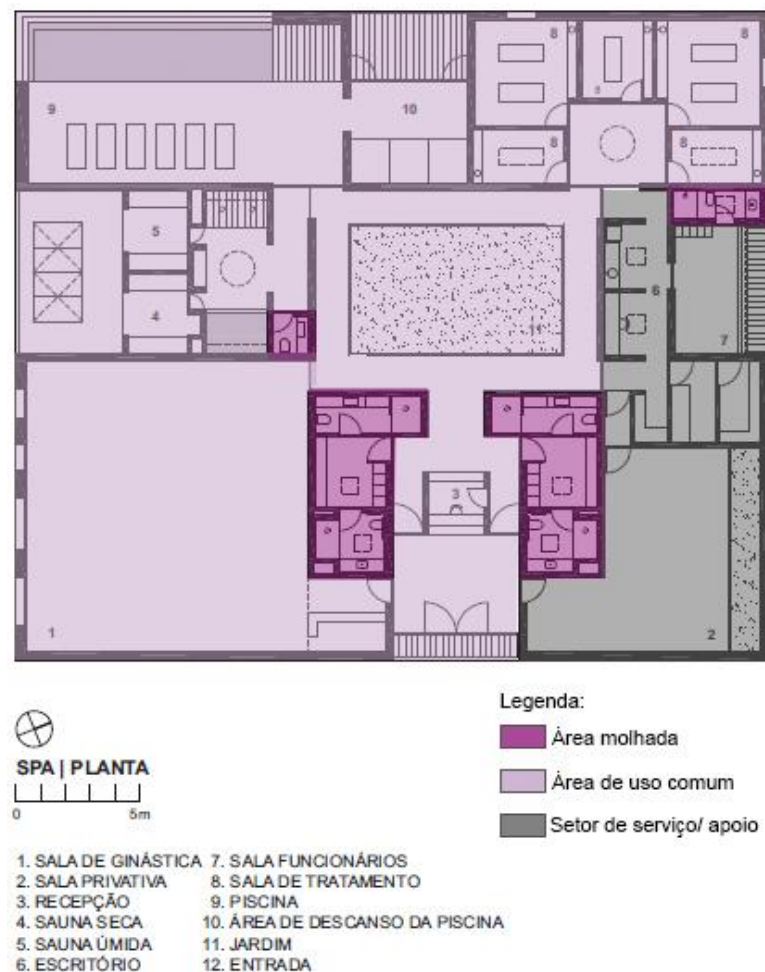 8
8
9
10
8
8
8
5
6
11
4
7
3
1
2
Legenda:
Área molhada
SPA | PLANTA
Área de uso comum
0 5m
Setor de serviço/ apoio
1. SALA DE GINÁSTICA 7. SALA FUNCIONÁRIOS
2. SALA PRIVATIVA 8. SALA DE TRATAMENTO
3. RECEPÇÃO 9. PISCINA
4. SAUNA SECA 10. ÁREA DE DESCANSO DA PISCINA
5. SAUNA ÚMIDA 11. JARDIM
6. ESCRITÓRIO 12. ENTRADA